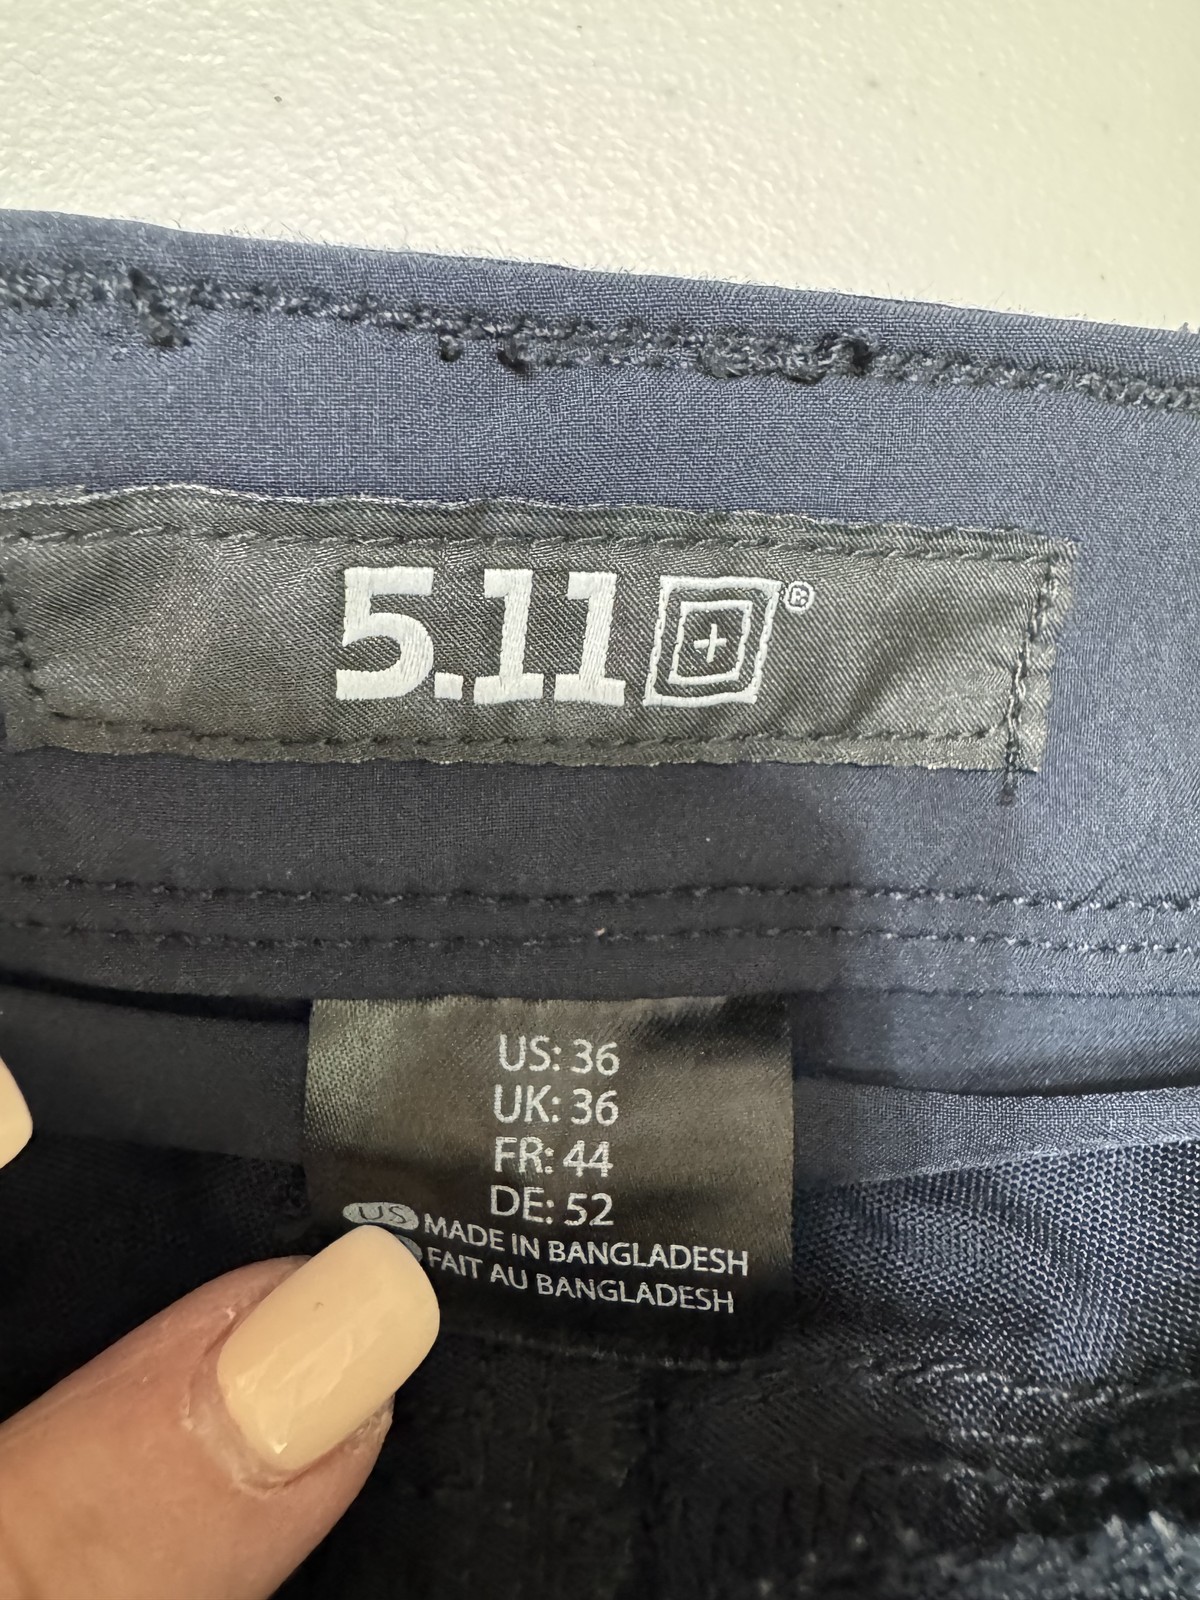 5.11®
US: 36
UK: 36
FR: 44
DE: 52
US MADE IN BANGLADESH
FAIT AU BANGLADESH